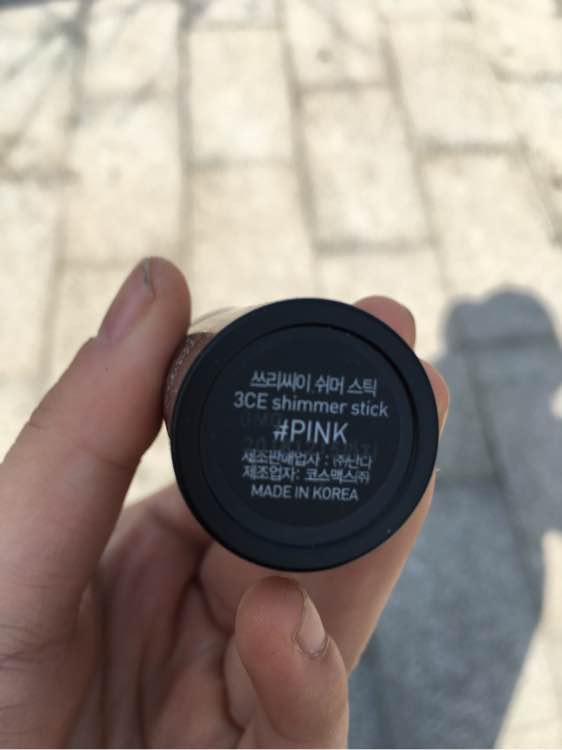 쓰리씨이 쉬머 스틱
3CE shimmer stick
#PINK
제조판매업사 : ㈜난다
제조업자: 코스맥스㈜
MADE IN KOREA